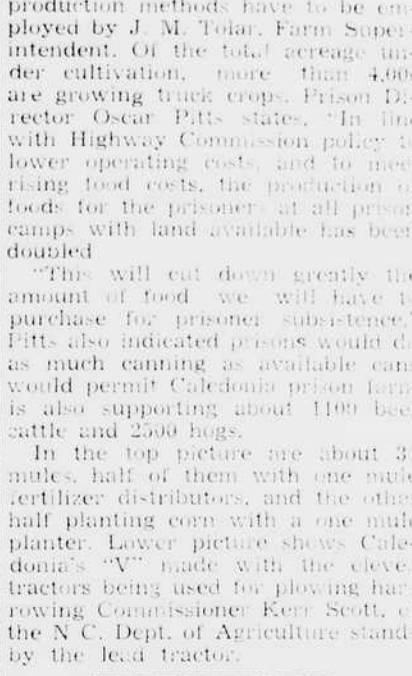 production methods have to be em-
ployed by J. M. Tolar, Farm Super-
intendent. Of the total acreage un-
der cultivation, more than 4,000
are growing truck crops. Prison Di-
rector Oscar Pitts states, "In line
with Highway Commission policy to
lower operating costs, and to meet
rising food costs, the production of
foods for the prisoners at all prison
camps with land available has been
doubled
"This will cut down greatly the
amount of food we will have to
purchase for prisoner subsistence."
Pitts also indicated prisons would do
as much canning as available cans
would permit Caledonia prison farm
is also supporting about 1100 beef
cattle and 2500 hogs.
In the top picture are about
mules, half of them with one mule
fertilizer distributors, and the other
half planting corn with a one mule
planter. Lower picture shows Cale-
donia's "V" made with the eleven
tractors being used for plowing har-
rowing Commissioner Kerr Scott, of
the N C. Dept. of Agriculture stands
by the lead tractor.